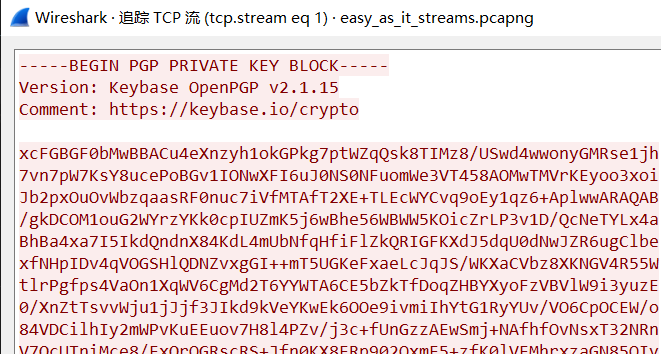 Wireshark · 追踪 TCP 流 (tcp.stream eq 1) · easy_as_it_streams.pcapng
-----BEGIN PGP PRIVATE KEY BLOCK-----
Version: Keybase OpenPGP v2.1.15
Comment: https://keybase.io/crypto
xcFGBGF0bMwBBACu4eXnzyh1okGPkg7ptWZqQsk8TIMz8/USwd4wwonyGMRse1jh
7vn7pW7KsY8ucePoBGv1IONWXFI6uJ0NS0NFuomWe3VT458AOMwTMVrKEyoo3xoi
Jb2pxOuOvWbzqaasRF0nuc7iVfMTAfT2XE+TLEcWYCvq9oEy1qz6+AplwwARAQAB
/gkDCOM1ouG2WYrzYKk0cpIUZmK5j6wBhe56WBWW5KOicZrLP3v1D/QcNeTYLx4a
BhBa4xa7I5IkdQndnX84KdL4mUbNfqHfiFlZkQRIGFKXdJ5dqU0dNwJZR6ugClbe
xfNHpIDv4qVOGSHlQDNZvxgGI++mT5UGKeFxaeLcJqJS/WKXaCVbz8XKNGV4R55W
tlrPgfps4VaOn1XqWV6CgMd2T6YYWTA6CE5bZkTfDoqZHBYXyoFzVBVlW9i3yuzE
0/XnZtTsvvWju1jJjf3JIkd9kVeYKwEk6OOe9ivmiIhYtG1RyYUv/VO6CpOCEW/o
84VDCilhIy2mWPvKuEEuov7H8l4PZv/j3c+fUnGzzAEwSmj+NAfhfOvNsxT32NRn